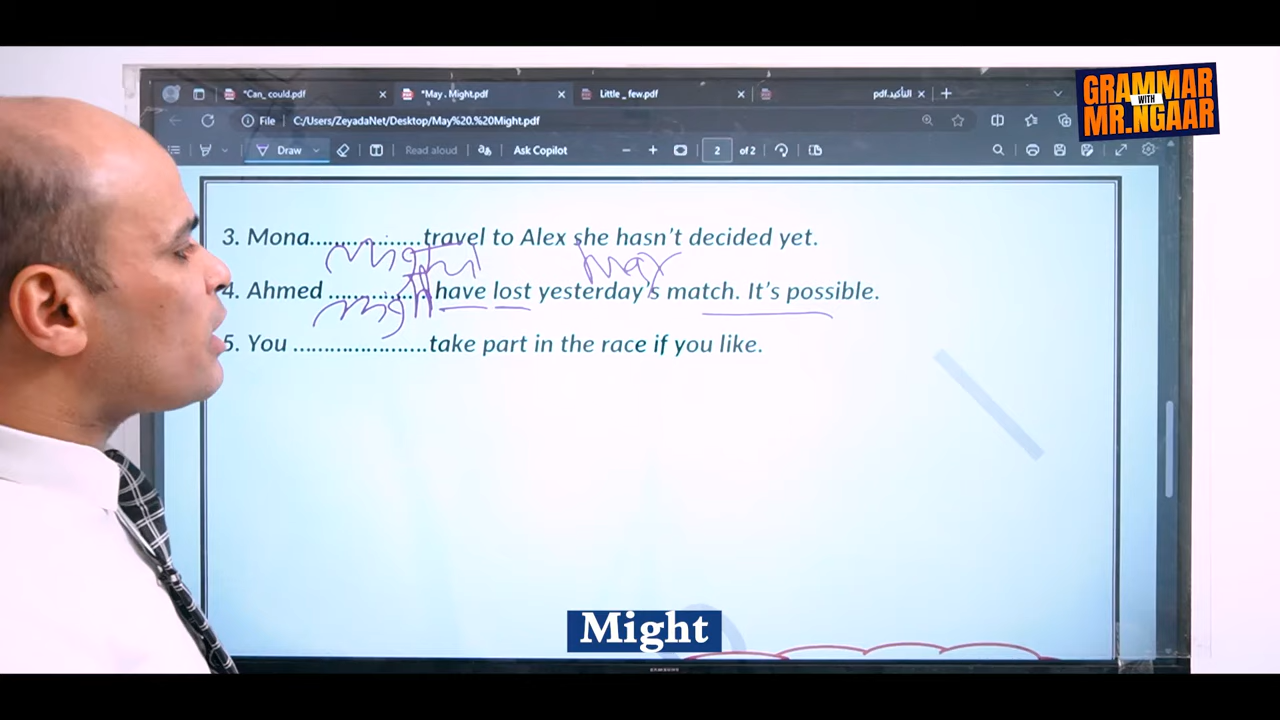 GRAMMAR
WITH
MR.NGAAR
*Can_ could.pdf
*May . Might.pdf
Little _ few.pdf
التأكيد.pdf
File C:/Users/ZeyadaNet/Desktop/May%20.%20Might.pdf
Draw Read aloud Ask Copilot 2 of 2
3. Mona..................travel to Alex she hasn't decided yet.
might may
4. Ahmed ................have lost yesterday's match. It's possible.
might
5. You ......................take part in the race if you like.
Might
SAMSUNG